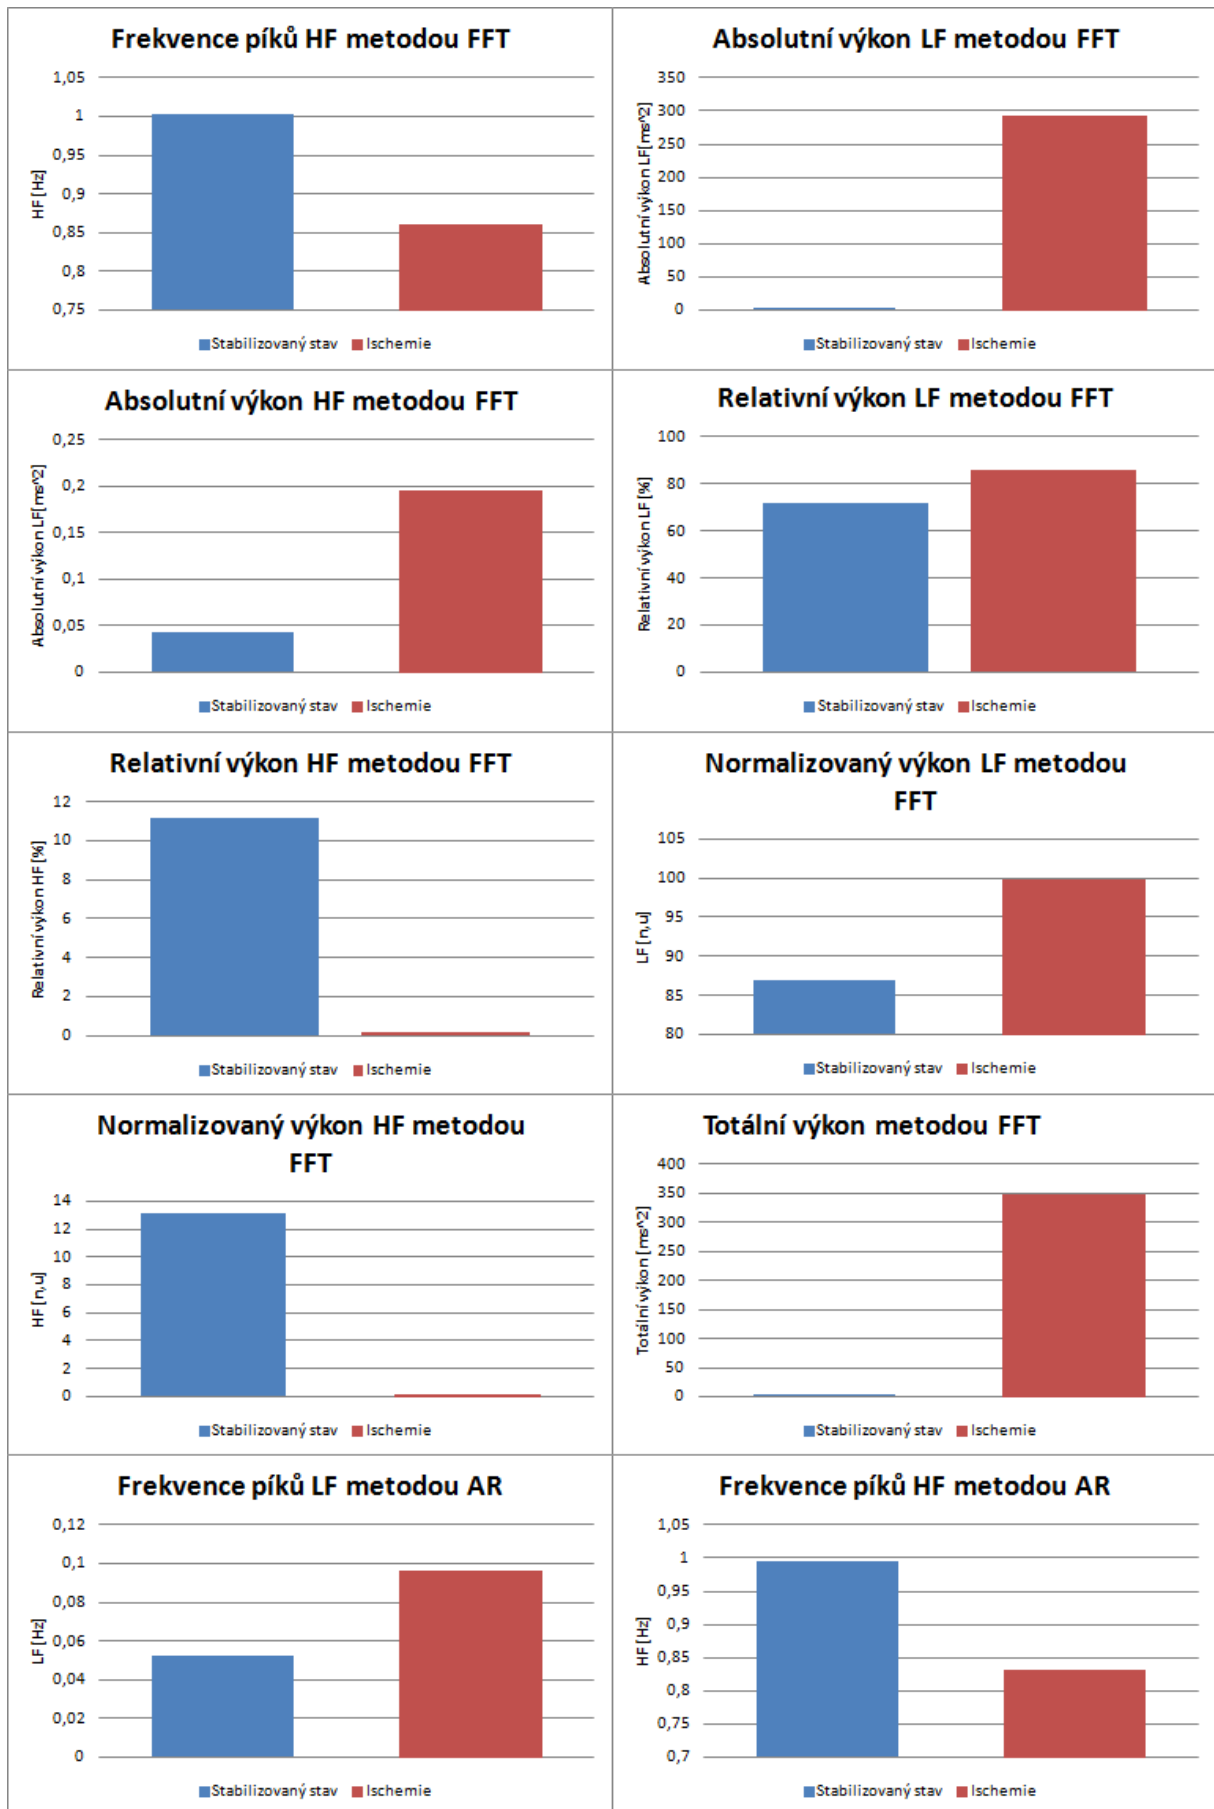 Frekvence píků HF metodou FFT
1,05
1
0,95
0,9
0,85
0,8
0,75
HF [Hz]
Stabilizovaný stav Ischemie
Absolutní výkon LF metodou FFT
350
300
250
200
150
100
50
0
Absolutní výkon LF[ms^2]
Stabilizovaný stav Ischemie
Absolutní výkon HF metodou FFT
0,25
0,2
0,15
0,1
0,05
0
Absolutní výkon LF[ms^2]
Stabilizovaný stav Ischemie
Relativní výkon LF metodou FFT
100
80
60
40
20
0
Relativní výkon LF [%]
Stabilizovaný stav Ischemie
Relativní výkon HF metodou FFT
12
10
8
6
4
2
0
Relativní výkon HF [%]
Stabilizovaný stav Ischemie
Normalizovaný výkon LF metodou
FFT
105
100
95
90
85
80
LF [n,u]
Stabilizovaný stav Ischemie
Normalizovaný výkon HF metodou
FFT
14
12
10
8
6
4
2
0
HF [n,u]
Stabilizovaný stav Ischemie
Totální výkon metodou FFT
400
350
300
250
200
150
100
50
0
Totální výkon [ms^2]
Stabilizovaný stav Ischemie
Frekvence píků LF metodou AR
0,12
0,1
0,08
0,06
0,04
0,02
0
LF [Hz]
Stabilizovaný stav Ischemie
Frekvence píků HF metodou AR
1,05
1
0,95
0,9
0,85
0,8
0,75
0,7
HF [Hz]
Stabilizovaný stav Ischemie